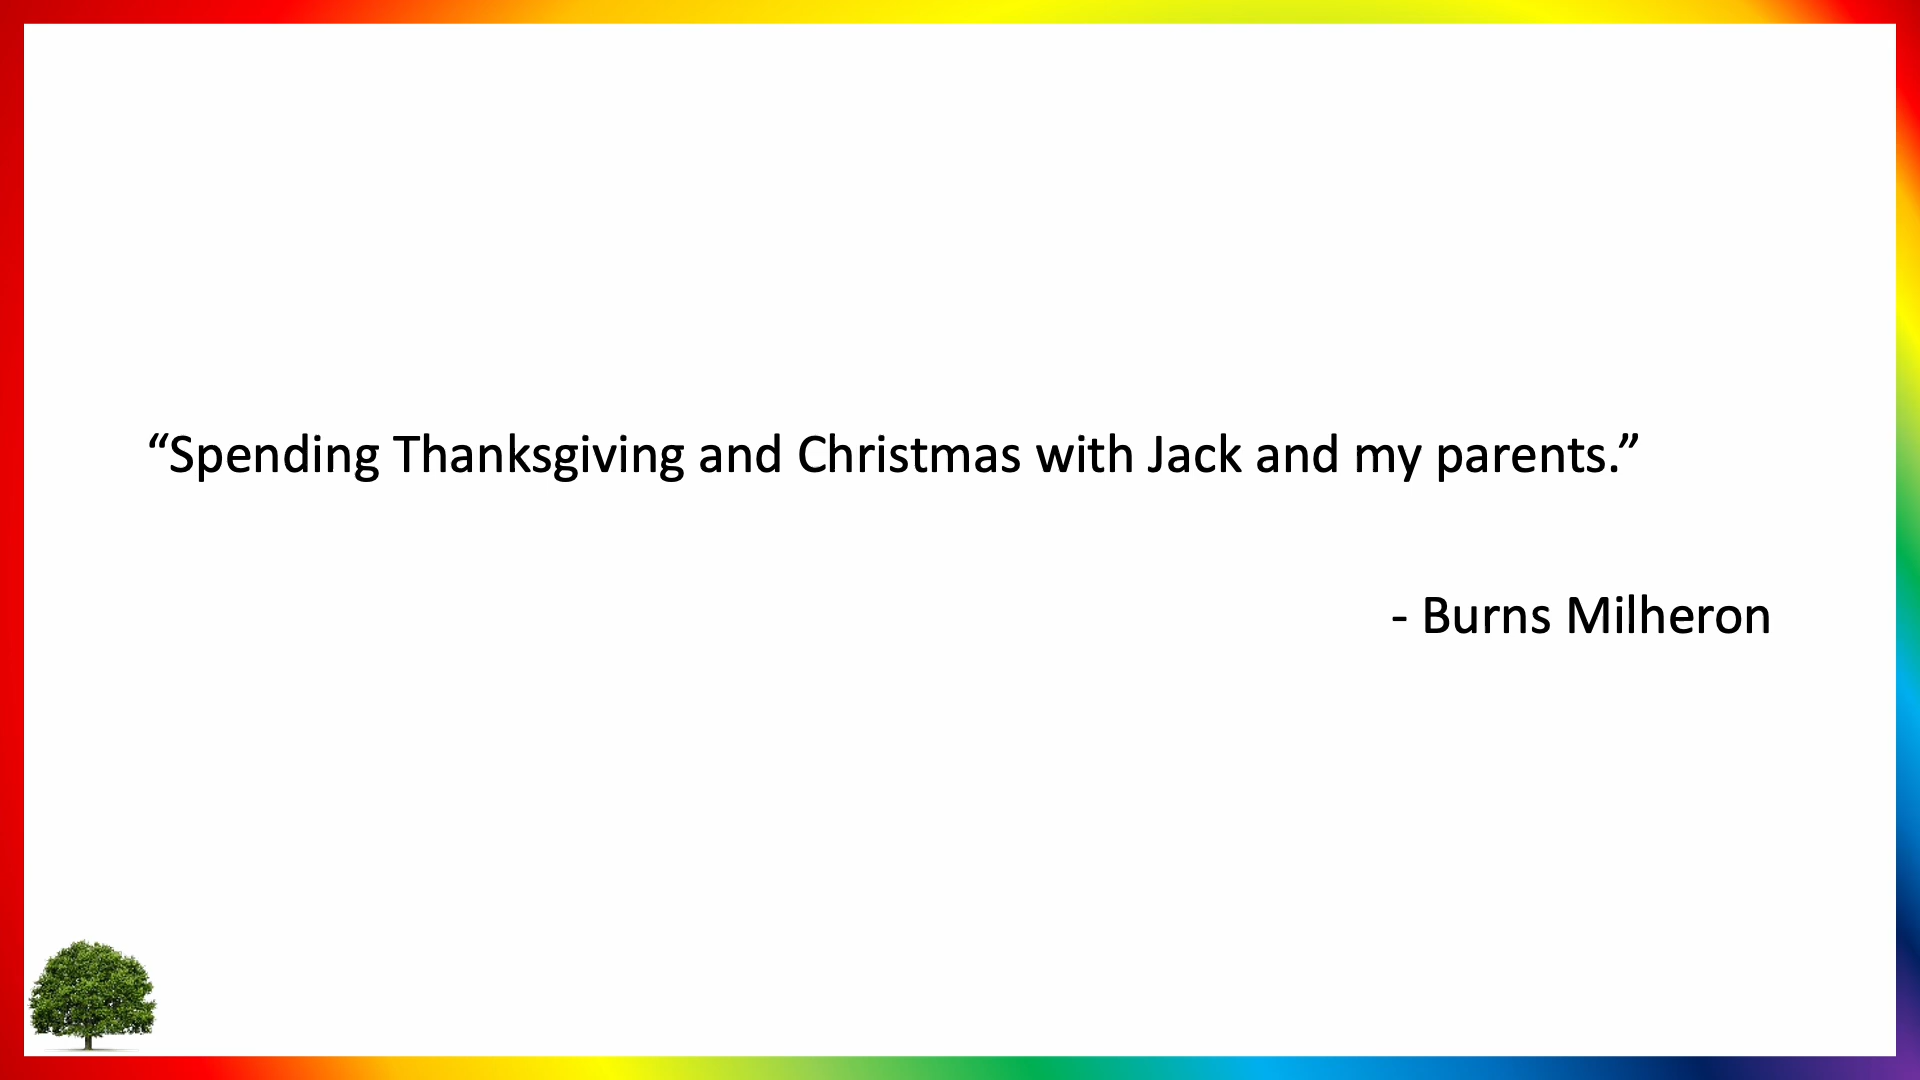 “Spending Thanksgiving and Christmas with Jack and my parents.”
- Burns Milheron